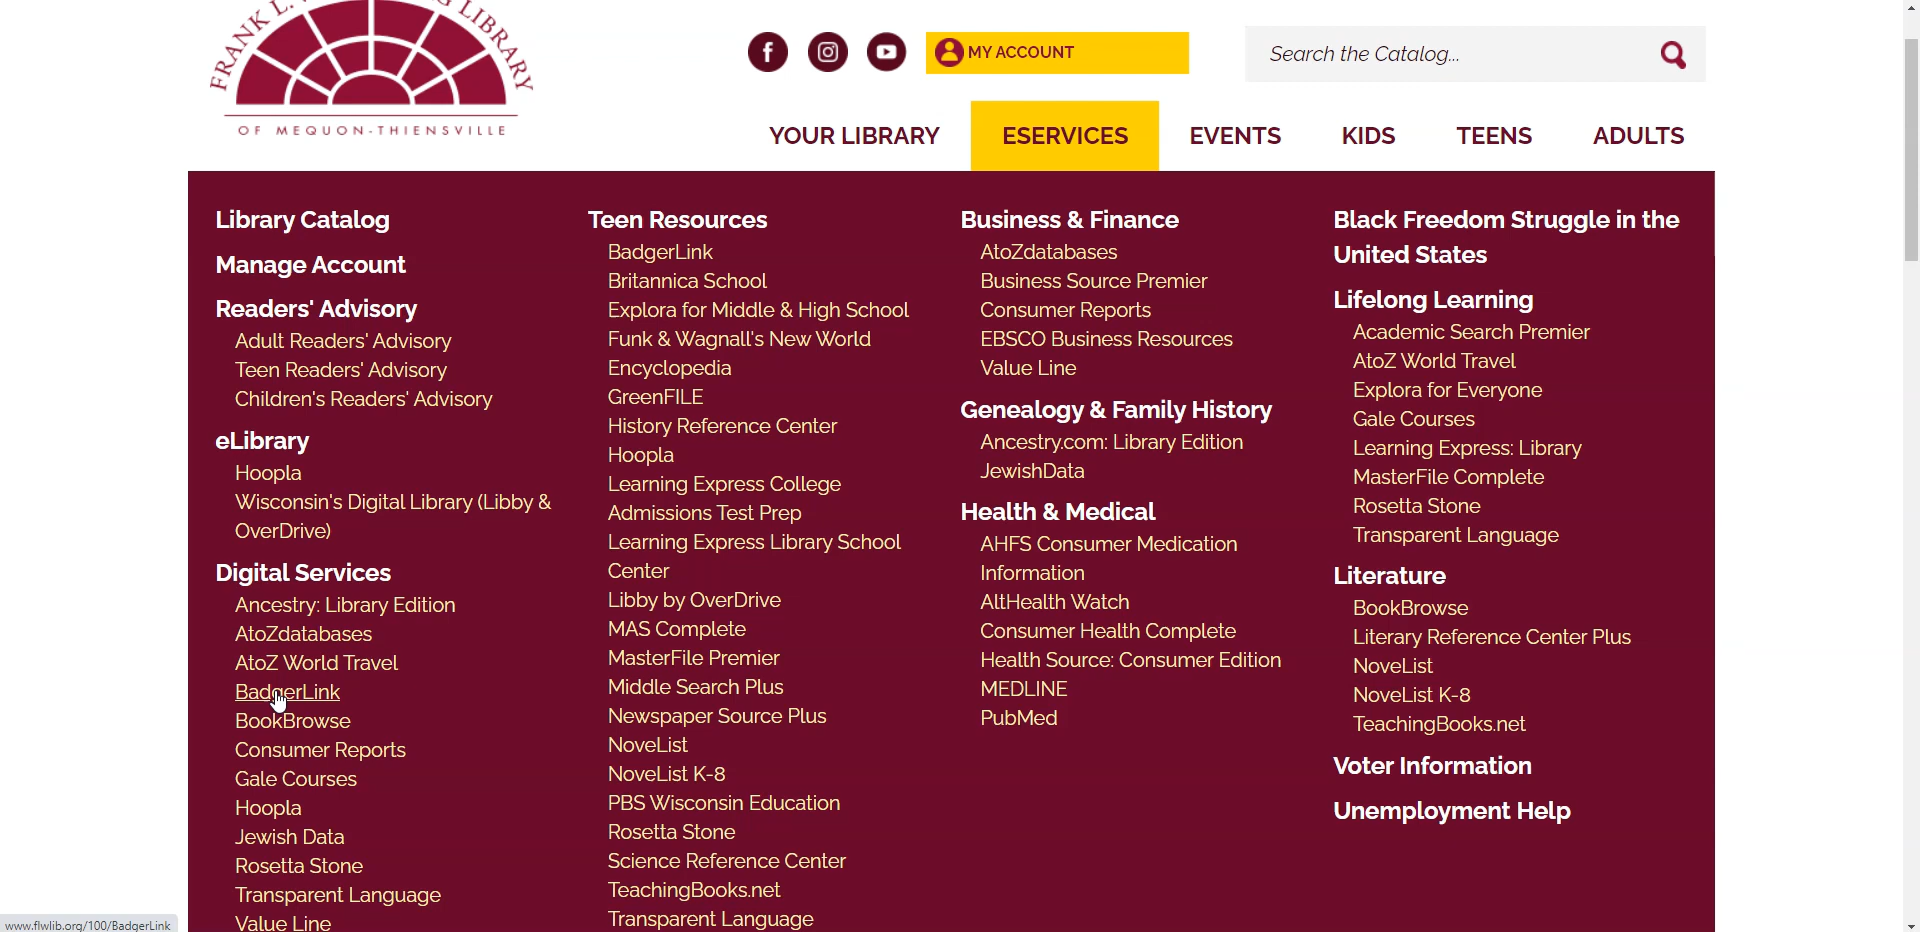 FRANK L.
LIBRARY
OF MEQUON-THIENSVILLE
MY ACCOUNT
Search the Catalog...
YOUR LIBRARY
ESERVICES
EVENTS
KIDS
TEENS
ADULTS
Library Catalog
Manage Account
Readers' Advisory
Adult Readers' Advisory
Teen Readers' Advisory
Children's Readers' Advisory
eLibrary
Hoopla
Wisconsin's Digital Library (Libby &
OverDrive)
Digital Services
Ancestry: Library Edition
AtoZdatabases
AtoZ World Travel
BadgerLink
BookBrowse
Consumer Reports
Gale Courses
Hoopla
Jewish Data
Rosetta Stone
Transparent Language
Value Line
Teen Resources
BadgerLink
Britannica School
Explora for Middle & High School
Funk & Wagnall's New World
Encyclopedia
GreenFILE
History Reference Center
Hoopla
Learning Express College
Admissions Test Prep
Learning Express Library School
Center
Libby by OverDrive
MAS Complete
MasterFile Premier
Middle Search Plus
Newspaper Source Plus
NoveList
NoveList K-8
PBS Wisconsin Education
Rosetta Stone
Science Reference Center
TeachingBooks.net
Transparent Language
Business & Finance
AtoZdatabases
Business Source Premier
Consumer Reports
EBSCO Business Resources
Value Line
Genealogy & Family History
Ancestry.com: Library Edition
JewishData
Health & Medical
AHFS Consumer Medication
Information
AltHealth Watch
Consumer Health Complete
Health Source: Consumer Edition
MEDLINE
PubMed
Black Freedom Struggle in the
United States
Lifelong Learning
Academic Search Premier
AtoZ World Travel
Explora for Everyone
Gale Courses
Learning Express: Library
MasterFile Complete
Rosetta Stone
Transparent Language
Literature
BookBrowse
Literary Reference Center Plus
NoveList
NoveList K-8
TeachingBooks.net
Voter Information
Unemployment Help
www.flwlib.org/100/BadgerLink